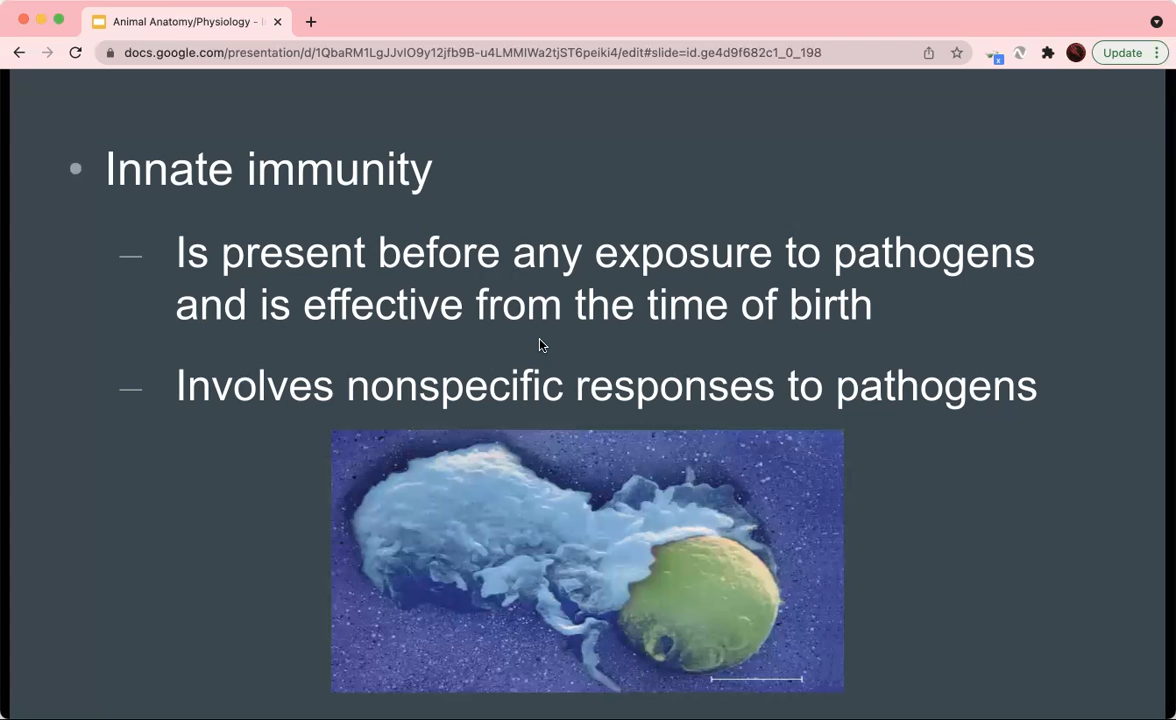 Animal Anatomy/Physiology -
docs.google.com/presentation/d/1QbaRM1LgJJvIO9y12jfb9B-u4LMMIWa2tjST6peiki4/edit#slide=id.ge4d9f682c1_0_198
Update
Innate immunity
— Is present before any exposure to pathogens
and is effective from the time of birth
— Involves nonspecific responses to pathogens